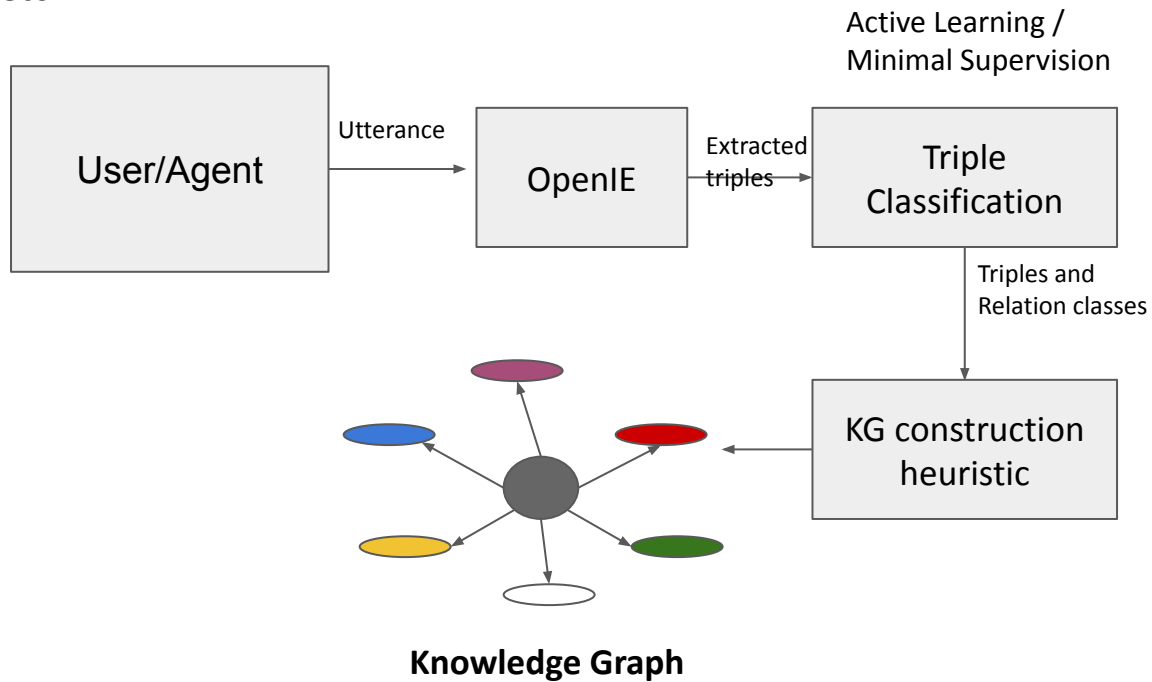 Active Learning /
Minimal Supervision
User/Agent
Utterance
OpenIE
Extracted
triples
Triple
Classification
Triples and
Relation classes
KG construction
heuristic
Knowledge Graph